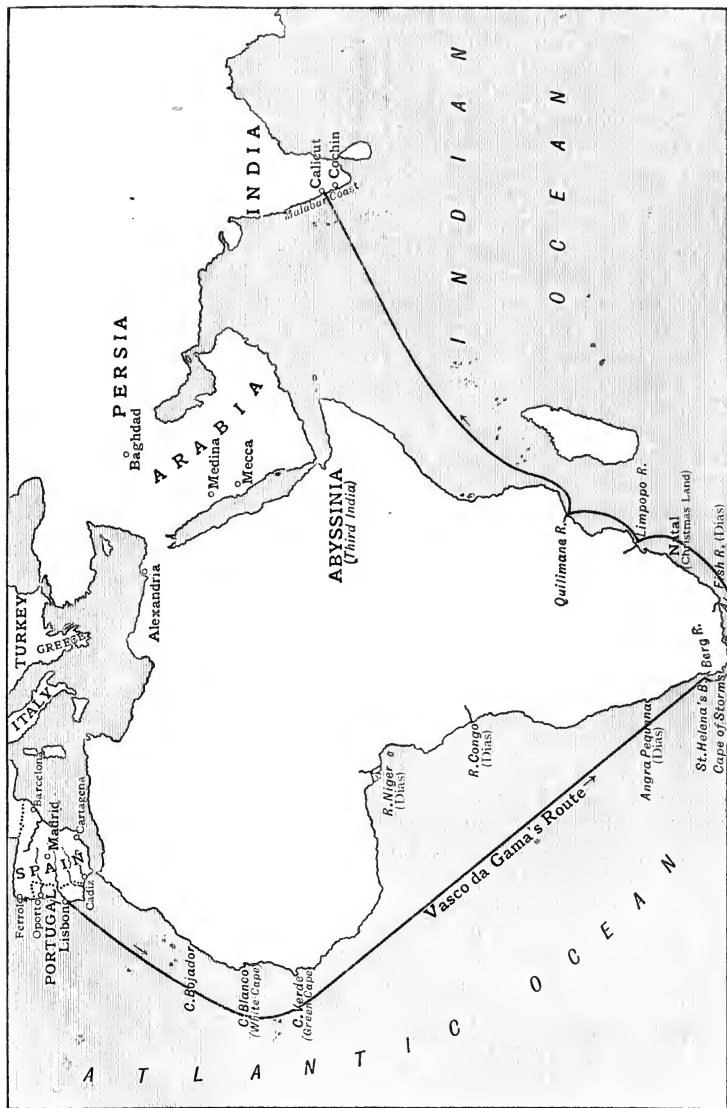 TURKEY
GREECE
ITALY
Barcelona
Cartagena
Madrid
SPAIN
Cadiz
Ferrol
Oporto
PORTUGAL
Lisbon
Alexandria
PERSIA
Baghdad
ARABIA
Medina
Mecca
ABYSSINIA
(Third India)
INDIA
Calicut
Cochin
Malabar Coast
INDIAN
OCEAN
C. Bojador
C. Blanco
(White Cape)
C. Verde
(Green Cape)
R. Niger
(Dias)
R. Congo
(Dias)
Angra Pequena
(Dias)
St. Helena's B.
Berg R.
Cape of Storms
Fish R. (Dias)
Natal
(Christmas Land)
Limpopo R.
Quilimane R.
Vasco da Gama's Route
ATLANTIC OCEAN